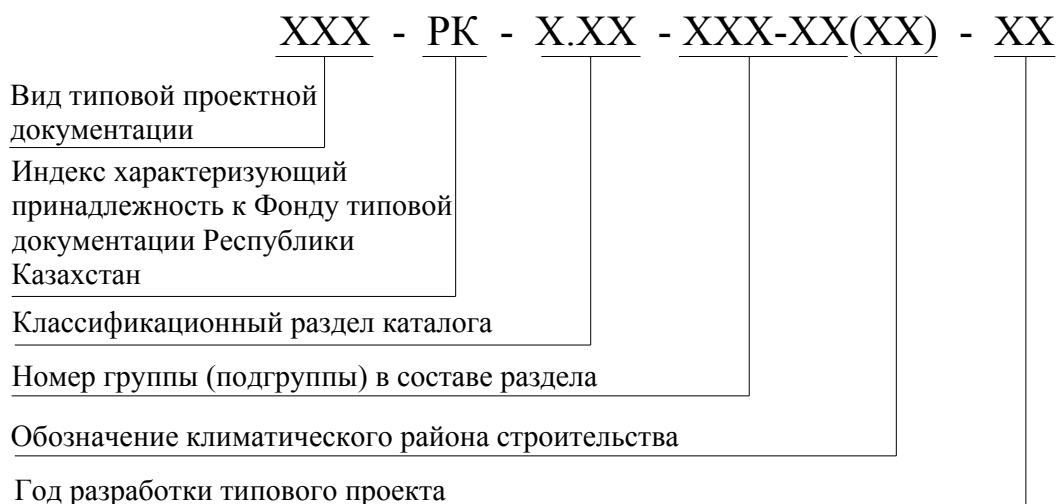 ХХХ - РК - Х.ХХ - ХХХ-ХХ(ХХ) - ХХ
Вид типовой проектной
документации
Индекс характеризующий
принадлежность к Фонду типовой
документации Республики
Казахстан
Классификационный раздел каталога
Номер группы (подгруппы) в составе раздела
Обозначение климатического района строительства
Год разработки типового проекта